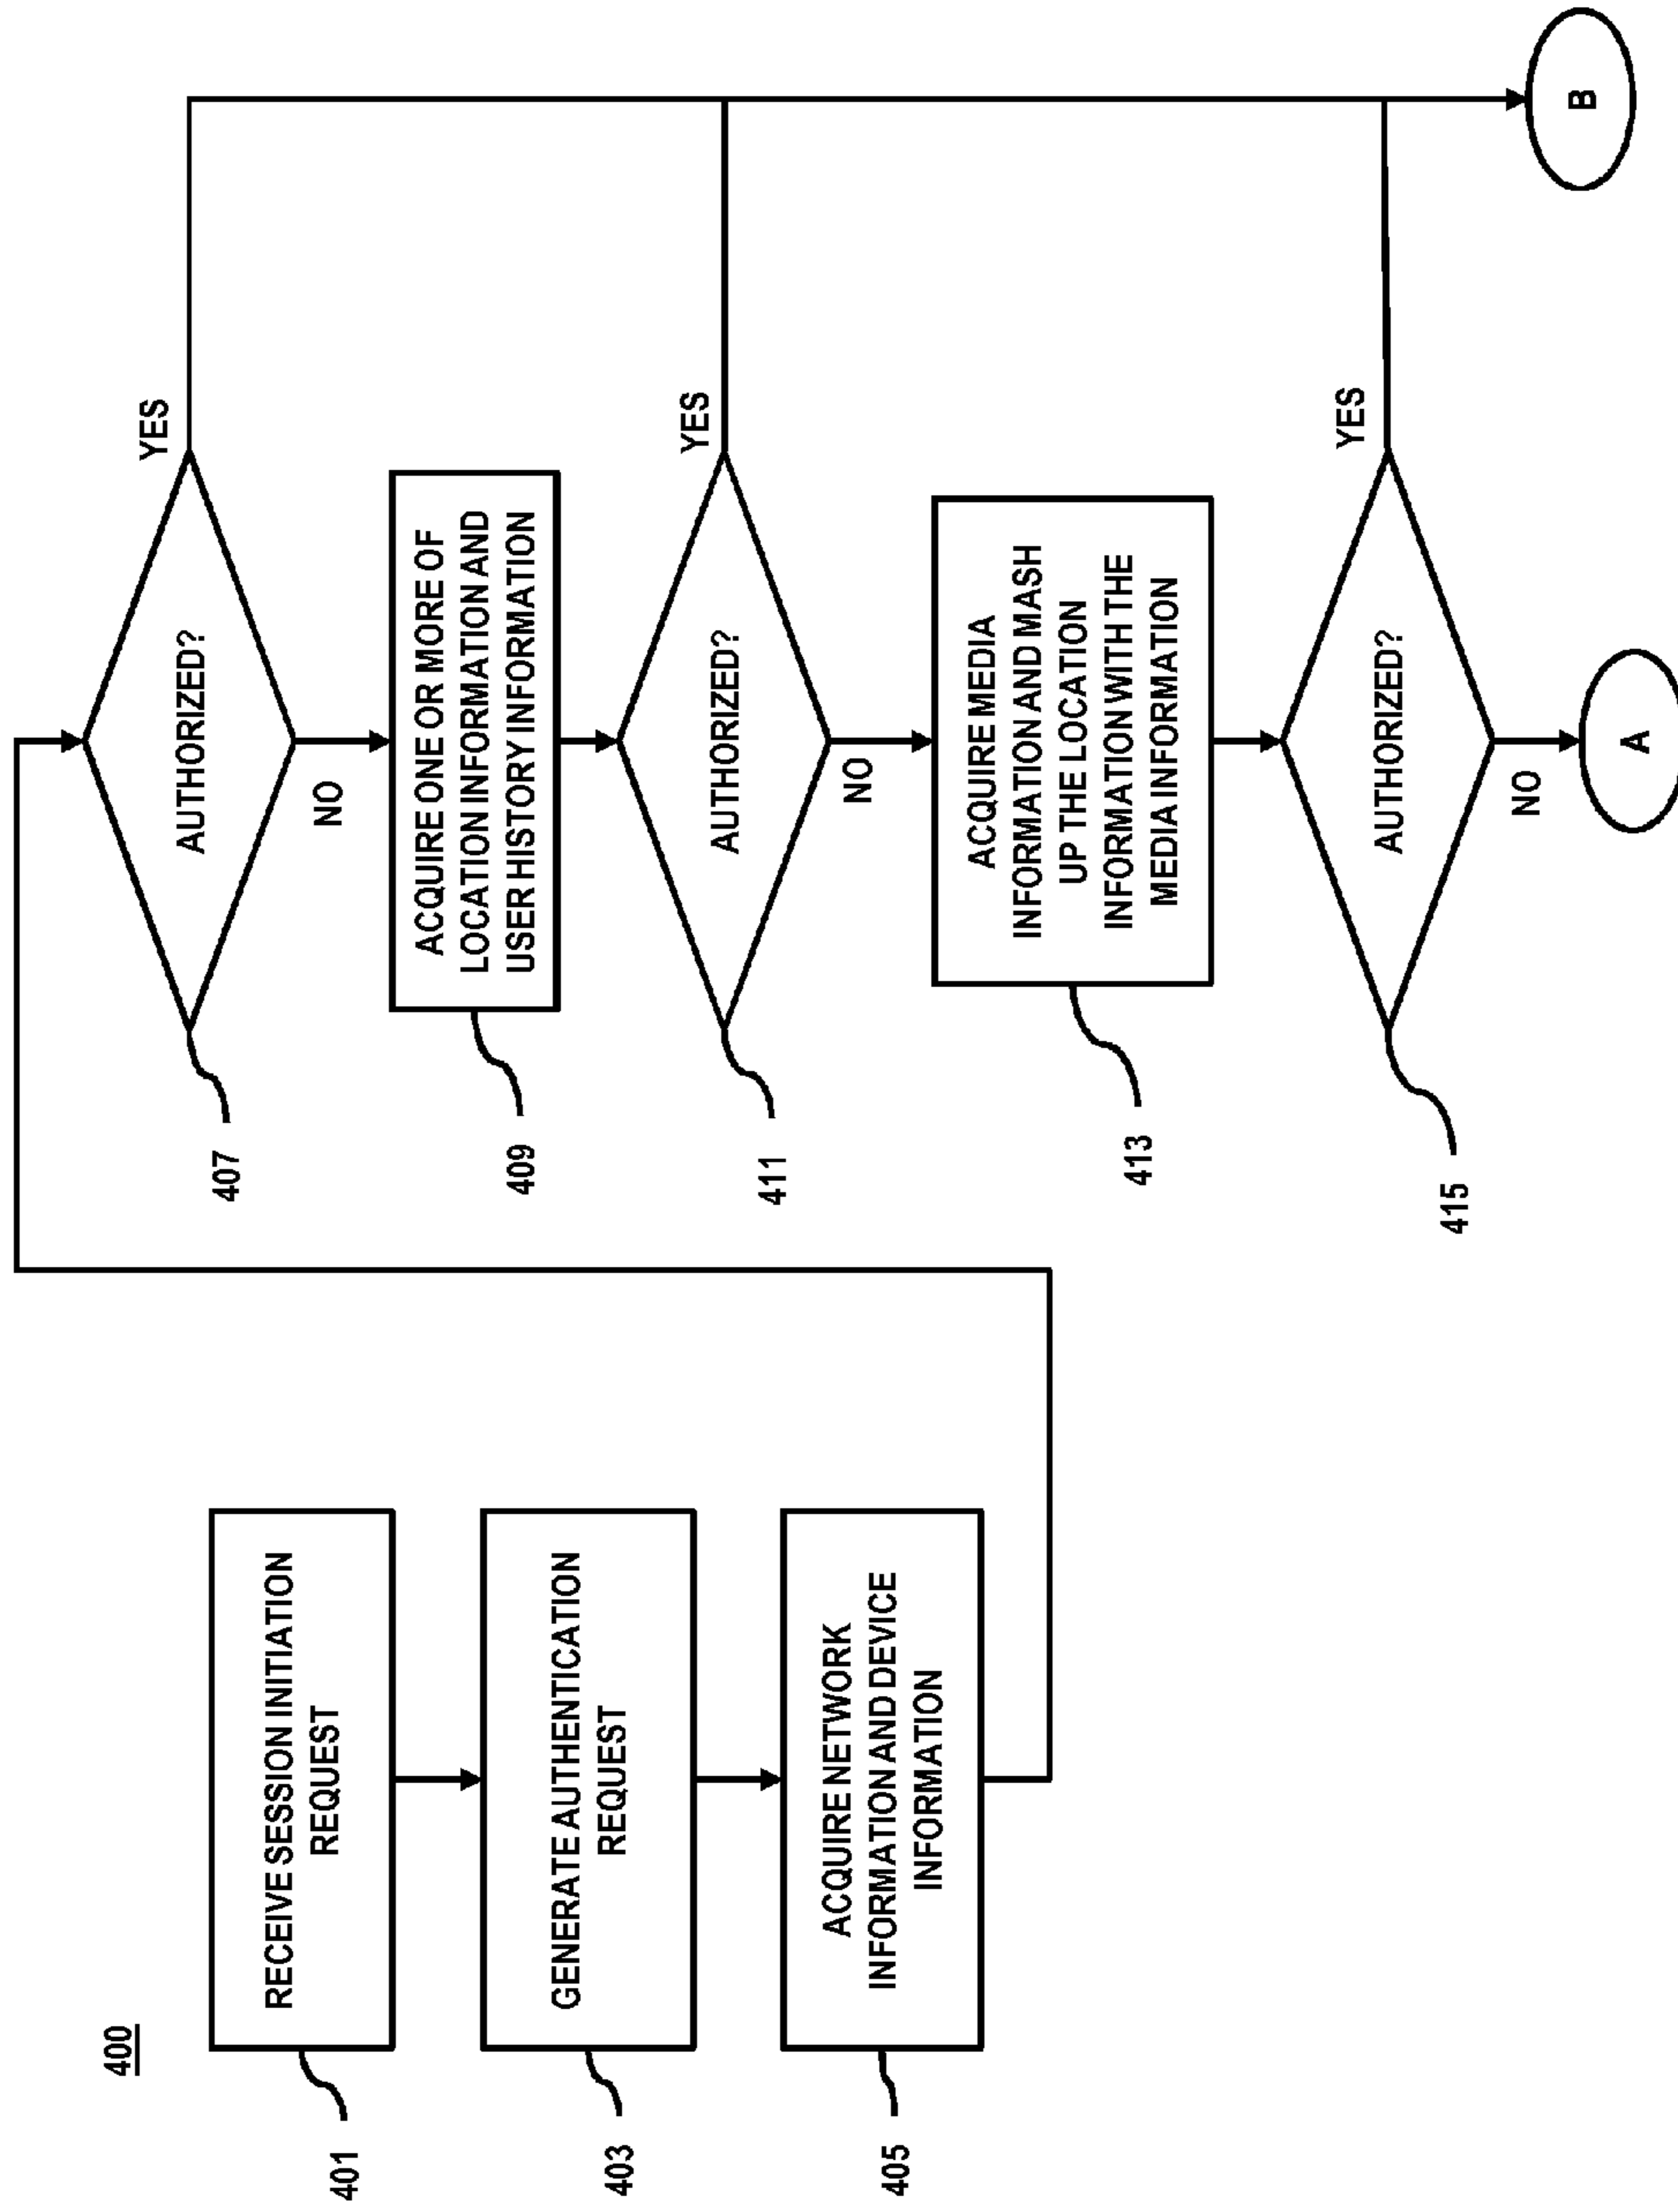 400
401
RECEIVE SESSION INITIATION
REQUEST
403
GENERATE AUTHENTICATION
REQUEST
405
ACQUIRE NETWORK
INFORMATION AND DEVICE
INFORMATION
407
AUTHORIZED?
YES
NO
409
ACQUIRE ONE OR MORE OF
LOCATION INFORMATION AND
USER HISTORY INFORMATION
411
AUTHORIZED?
YES
NO
413
ACQUIRE MEDIA
INFORMATION AND MASH
UP THE LOCATION
INFORMATION WITH THE
MEDIA INFORMATION
415
AUTHORIZED?
YES
NO
A
B